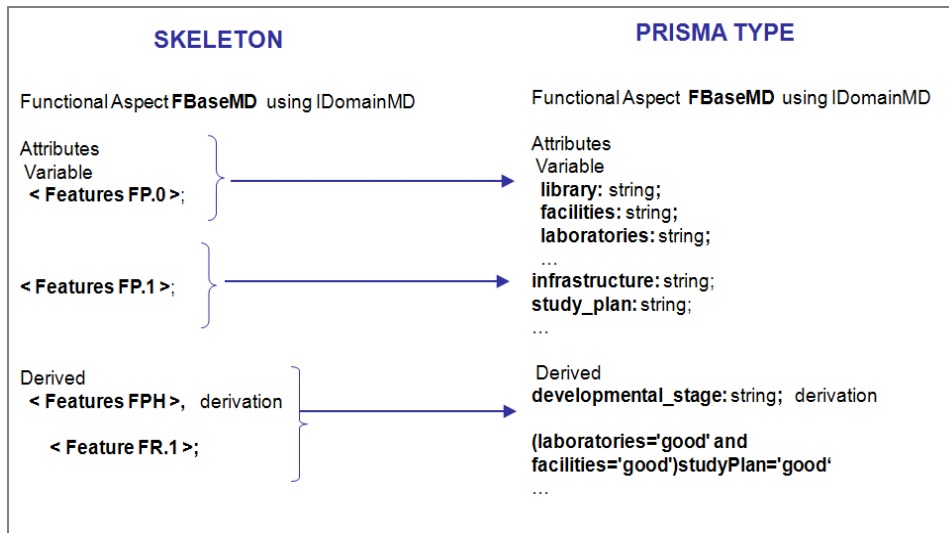 SKELETON
Functional Aspect FBaseMD using IDomainMD
Attributes
Variable
< Features FP.0 >;
< Features FP.1 >;
Derived
< Features FPH >, derivation
< Feature FR.1 >;
PRISMA TYPE
Functional Aspect FBaseMD using IDomainMD
Attributes
Variable
library: string;
facilities: string;
laboratories: string;
...
infrastructure: string;
study_plan: string;
...
Derived
developmental_stage: string; derivation
(laboratories='good' and
facilities='good')studyPlan='good‘
...